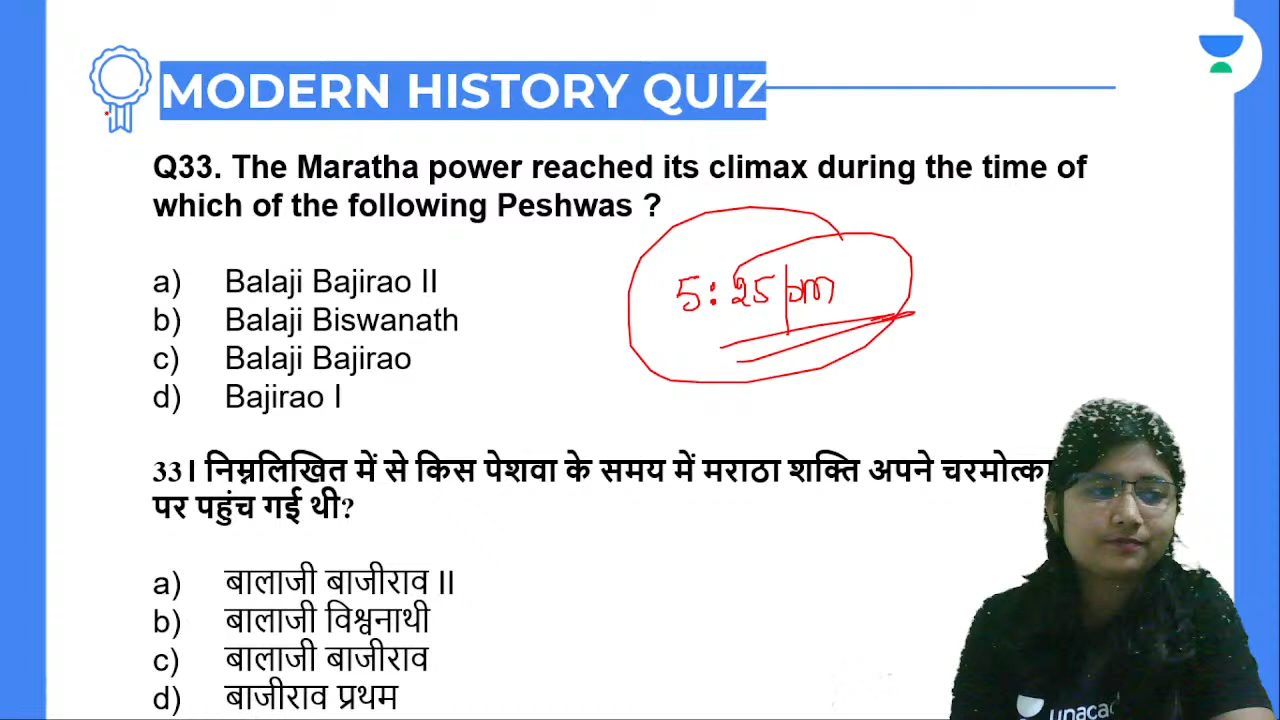 MODERN HISTORY QUIZ
Q33. The Maratha power reached its climax during the time of
which of the following Peshwas ?
5:25 pm
a) Balaji Bajirao II
b) Balaji Biswanath
c) Balaji Bajirao
d) Bajirao I
33। निम्नलिखित में से किस पेशवा के समय में मराठा शक्ति अपने
पर पहुंच गई थी?
a) बालाजी बाजीराव II
b) बालाजी विश्वनाथी
c) बालाजी बाजीराव
d) बाजीराव प्रथम